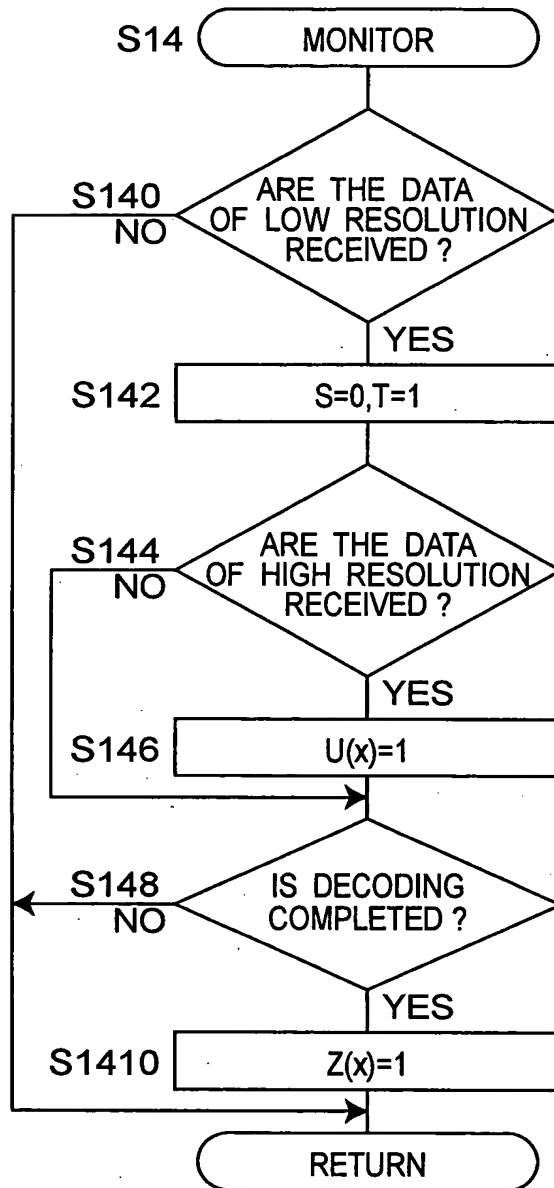 S14
MONITOR
S140
NO
ARE THE DATA
OF LOW RESOLUTION
RECEIVED ?
YES
S142
S=0,T=1
S144
NO
ARE THE DATA
OF HIGH RESOLUTION
RECEIVED ?
YES
S146
U(x)=1
S148
NO
IS DECODING
COMPLETED ?
YES
S1410
Z(x)=1
RETURN